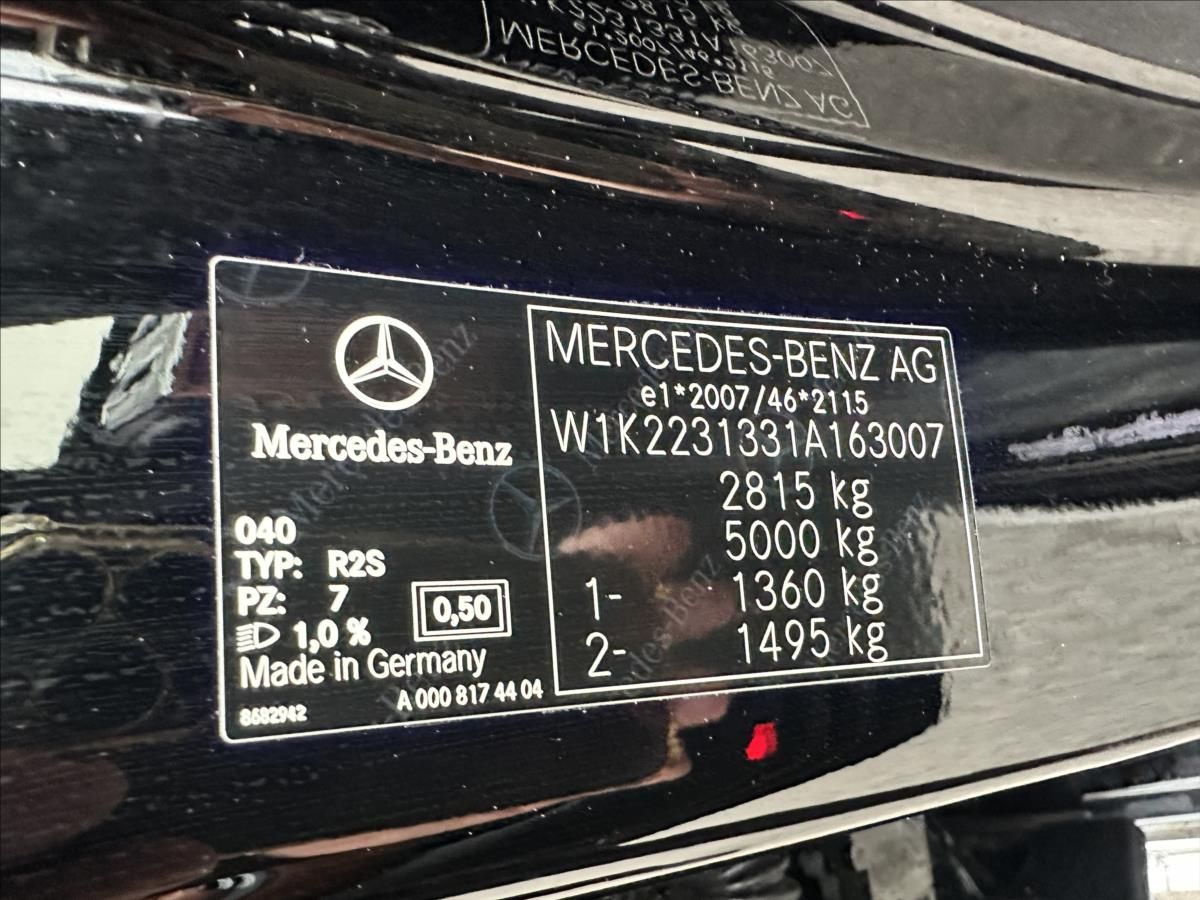 MERCEDES-BENZ AG
e1*2007/46*2115
W1K2231331A163007
2815 kg
5000 kg
1- 1360 kg
2- 1495 kg
Mercedes-Benz
040
TYP: R2S
PZ: 7
0,50
1,0 %
Made in Germany
A 000 817 44 04
8682942